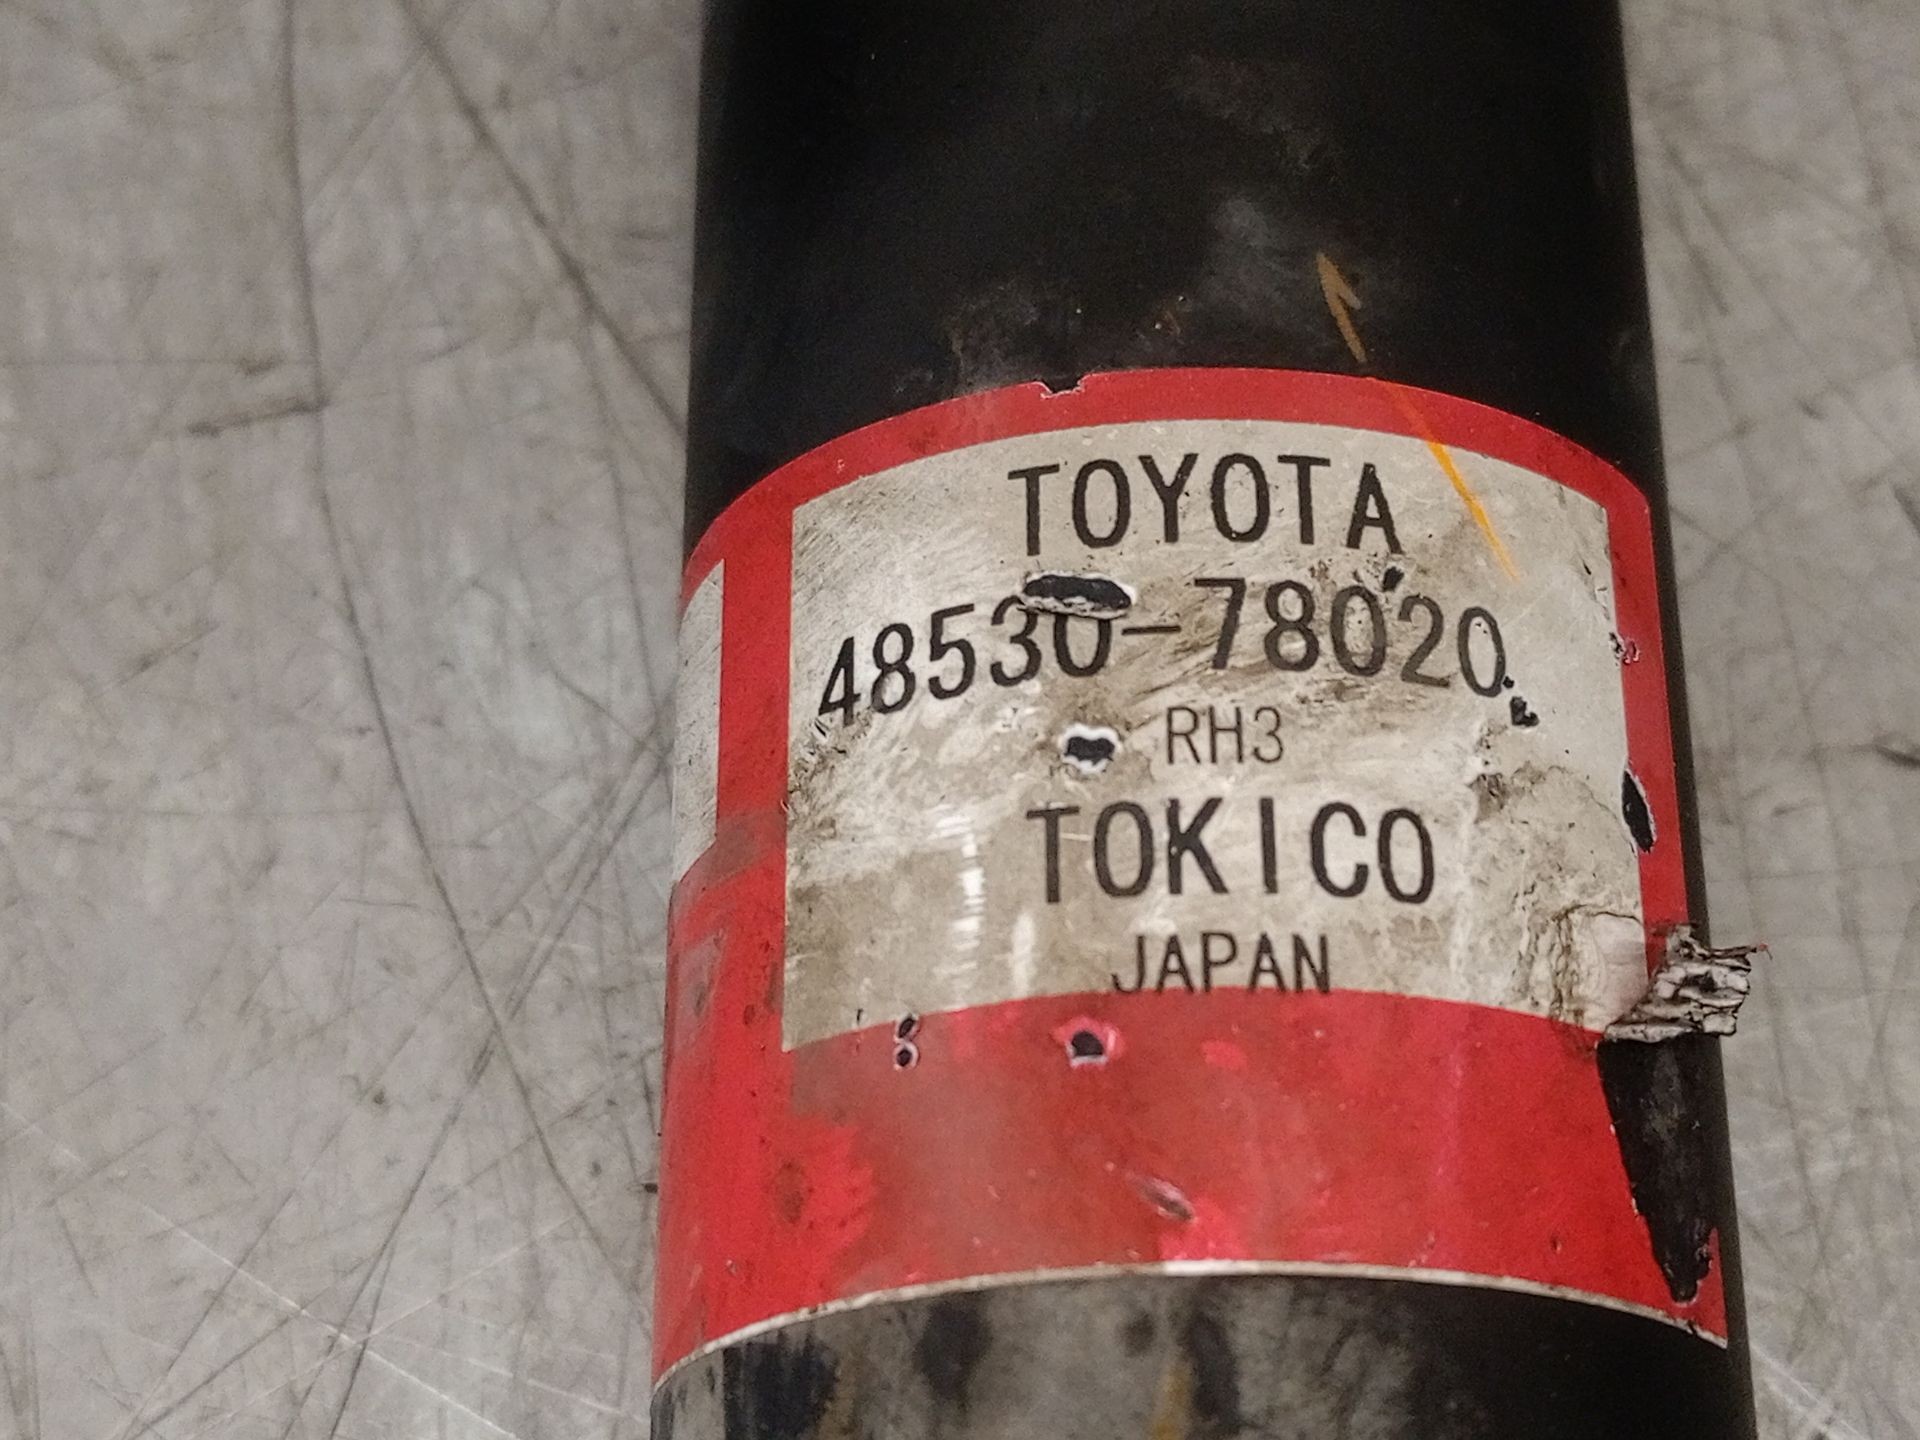 TOYOTA
48530-78020
RH3
TOKICO
JAPAN